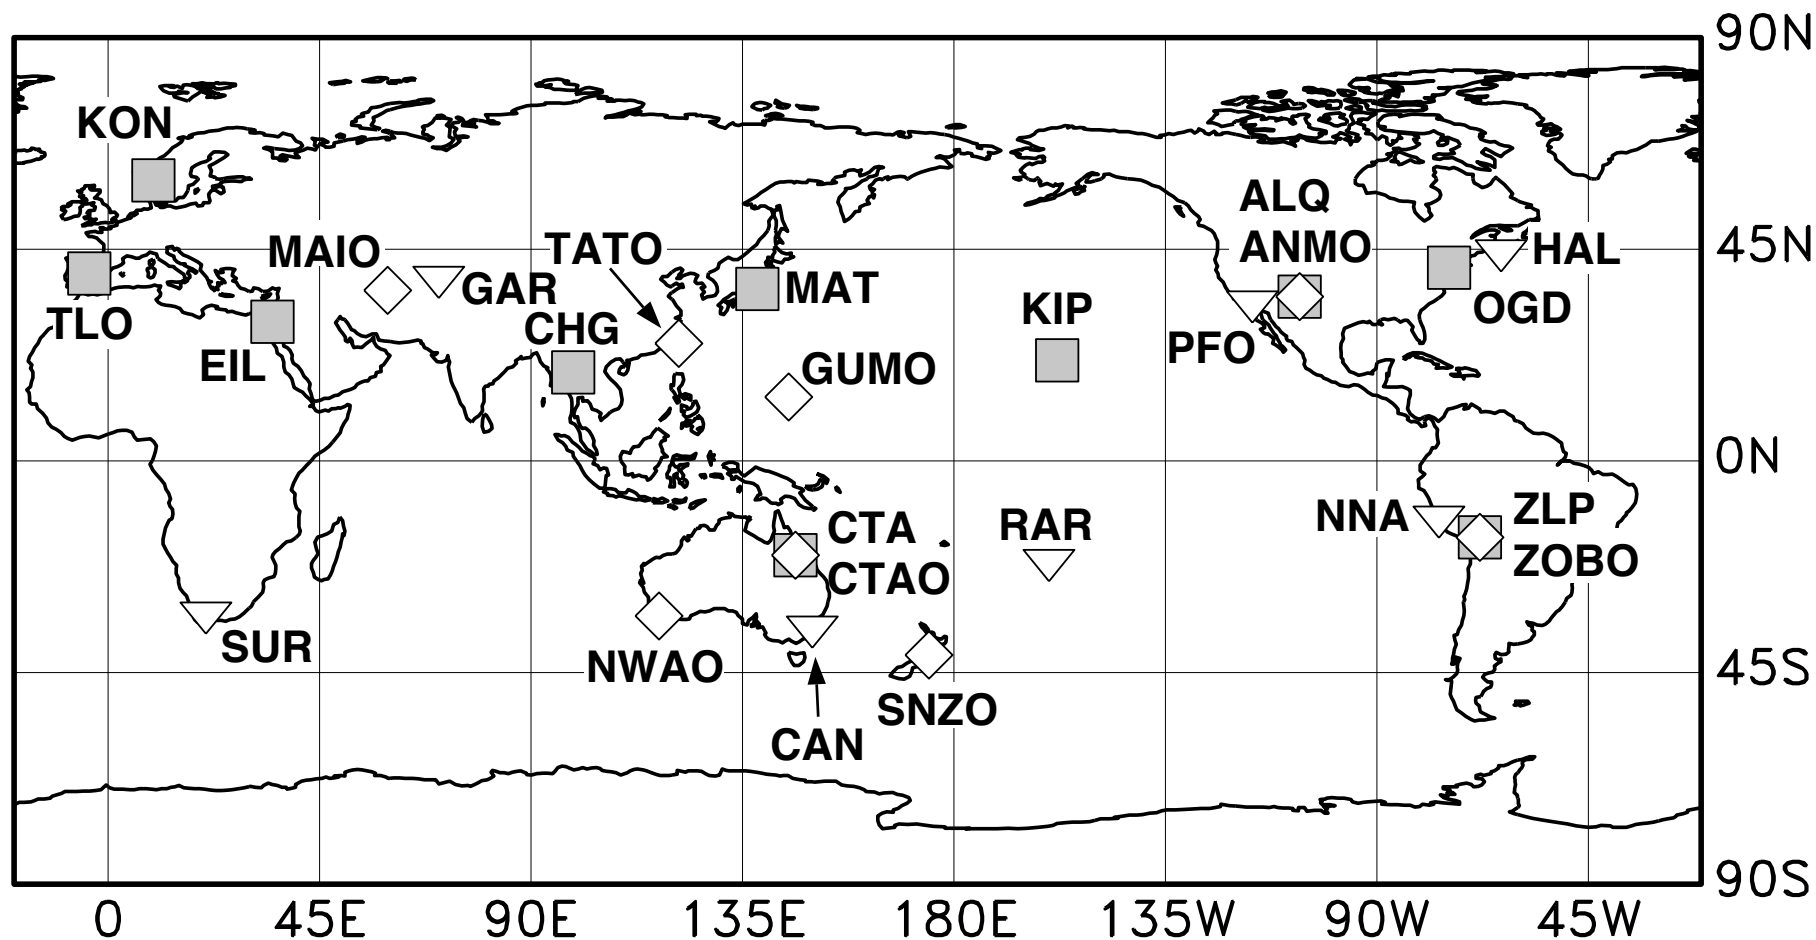 90N
KON
ALQ
ANMO
45N
HAL
MAIO
TATO
GAR
MAT
KIP
OGD
TLO
CHG
PFO
EIL
GUMO
0N
NNA
ZLP
ZOBO
CTA
CTAO
RAR
SUR
NWAO
45S
SNZO
CAN
90S
0 45E 90E 135E 180E 135W 90W 45W